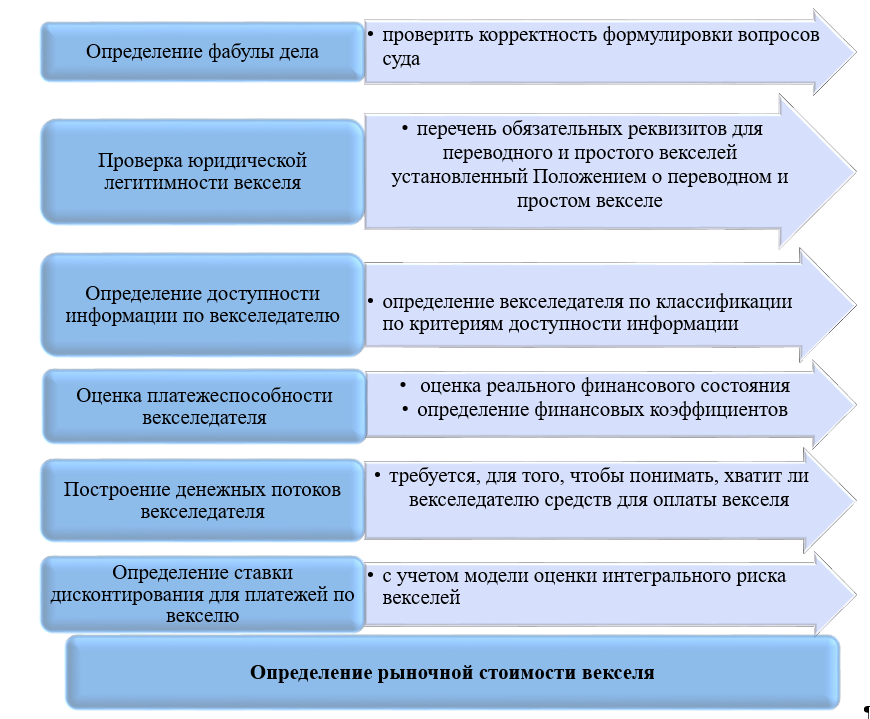 Определение фабулы дела
• проверить корректность формулировки вопросов
суда
Проверка юридической
легитимности векселя
• перечень обязательных реквизитов для
переводного и простого векселей
установленный Положением о переводном и
простом векселе
Определение доступности
информации по векселедателю
• определение векселедателя по классификации
по критериям доступности информации
Оценка платежеспособности
векселедателя
• оценка реального финансового состояния
• определение финансовых коэффициентов
Построение денежных потоков
векселедателя
• требуется, для того, чтобы понимать, хватит ли
векселедателю средств для оплаты векселя
Определение ставки
дисконтирования для платежей по
векселю
• с учетом модели оценки интегрального риска
векселей
Определение рыночной стоимости векселя
¶